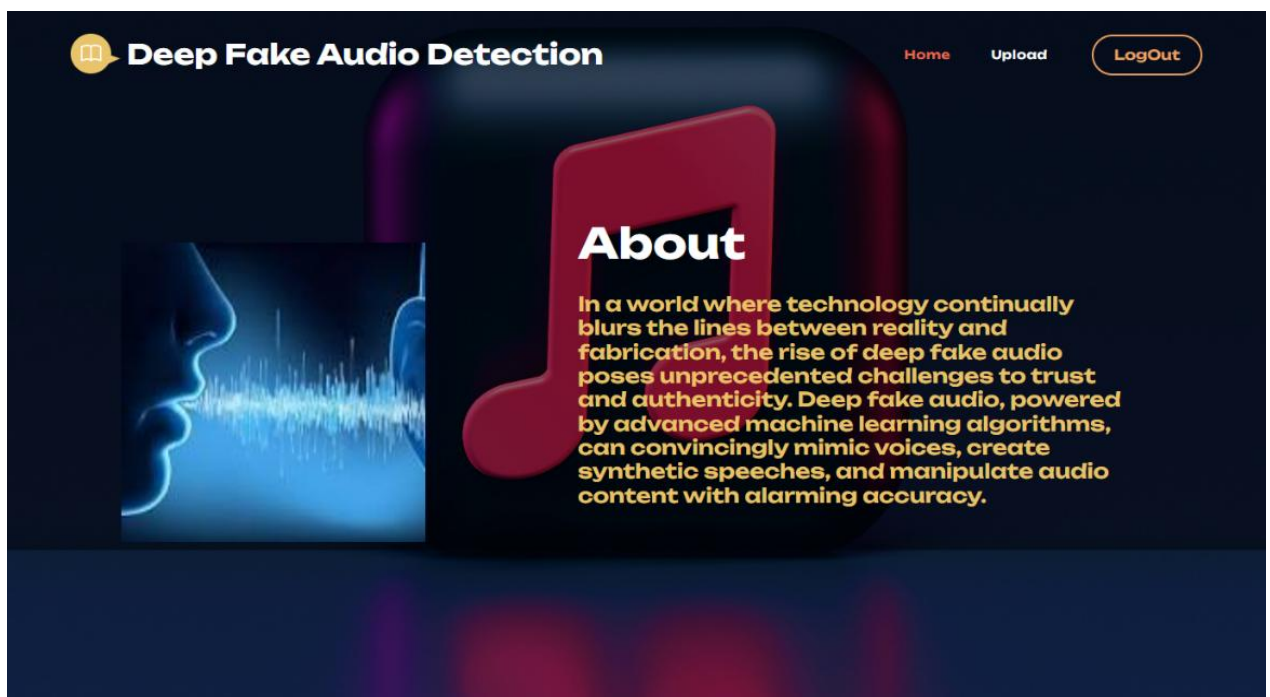 Deep Fake Audio Detection
Home
Upload
LogOut
About
In a world where technology continually
blurs the lines between reality and
fabrication, the rise of deep fake audio
poses unprecedented challenges to trust
and authenticity. Deep fake audio, powered
by advanced machine learning algorithms,
can convincingly mimic voices, create
synthetic speeches, and manipulate audio
content with alarming accuracy.